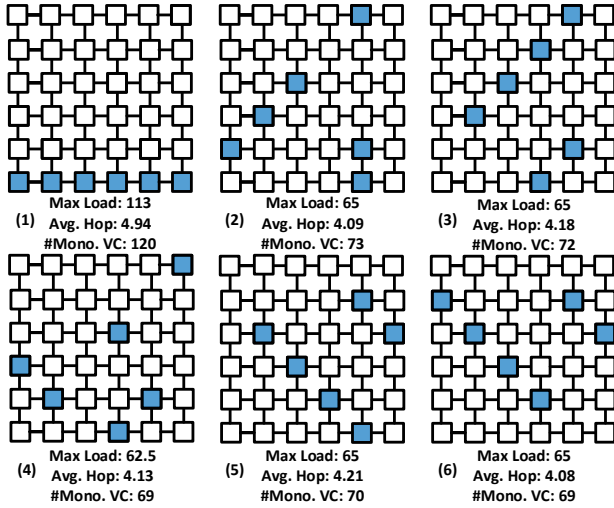 (1) Max Load: 113
Avg. Hop: 4.94
#Mono. VC: 120
(2) Max Load: 65
Avg. Hop: 4.09
#Mono. VC: 73
(3) Max Load: 65
Avg. Hop: 4.18
#Mono. VC: 72
(4) Max Load: 62.5
Avg. Hop: 4.13
#Mono. VC: 69
(5) Max Load: 65
Avg. Hop: 4.21
#Mono. VC: 70
(6) Max Load: 65
Avg. Hop: 4.08
#Mono. VC: 69